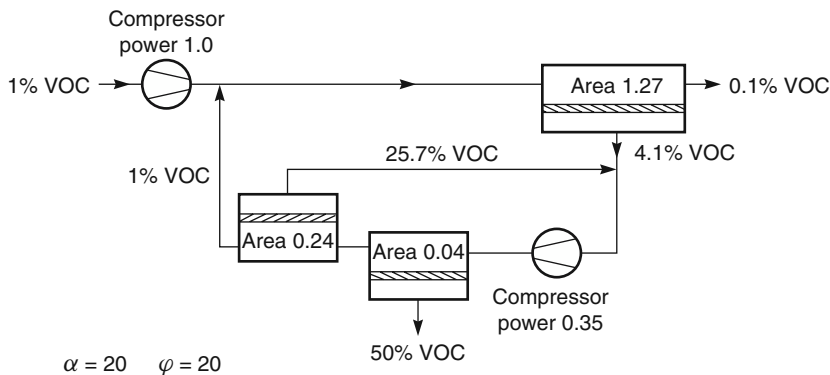 Compressor
power 1.0
1% VOC
Area 1.27
0.1% VOC
25.7% VOC
4.1% VOC
1% VOC
Area 0.24
Area 0.04
Compressor
power 0.35
50% VOC
α = 20 φ = 20